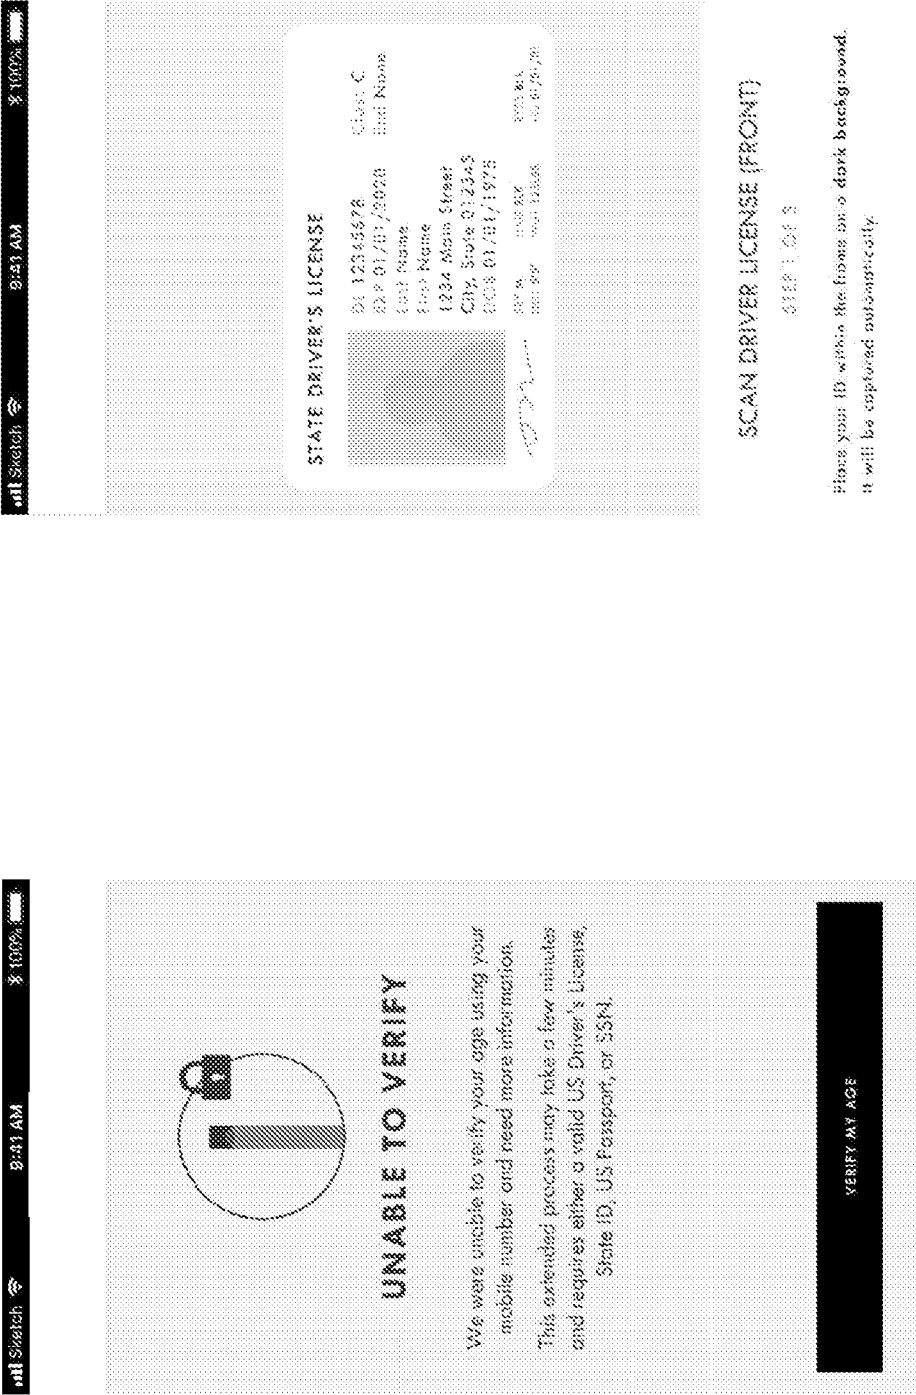 Sketch 9:41 AM 100%
UNABLE TO VERIFY
We were unable to verify your age using your
mobile number and need more information.
This extended process may take a few minutes
and requires either a valid US Driver's License,
State ID, US Passport, or SSN.
VERIFY MY AGE
Sketch 9:41 AM 100%
STATE DRIVER'S LICENSE
DL 12345678 Class C
EXP 01/01/2020 End None
Last Name
First Name
1234 Main Street
City, State 012345
DOB 01/01/1975
SCAN DRIVER LICENSE (FRONT)
STEP 1 OF 3
Place your ID within the frame on a dark background.
It will be captured automatically.